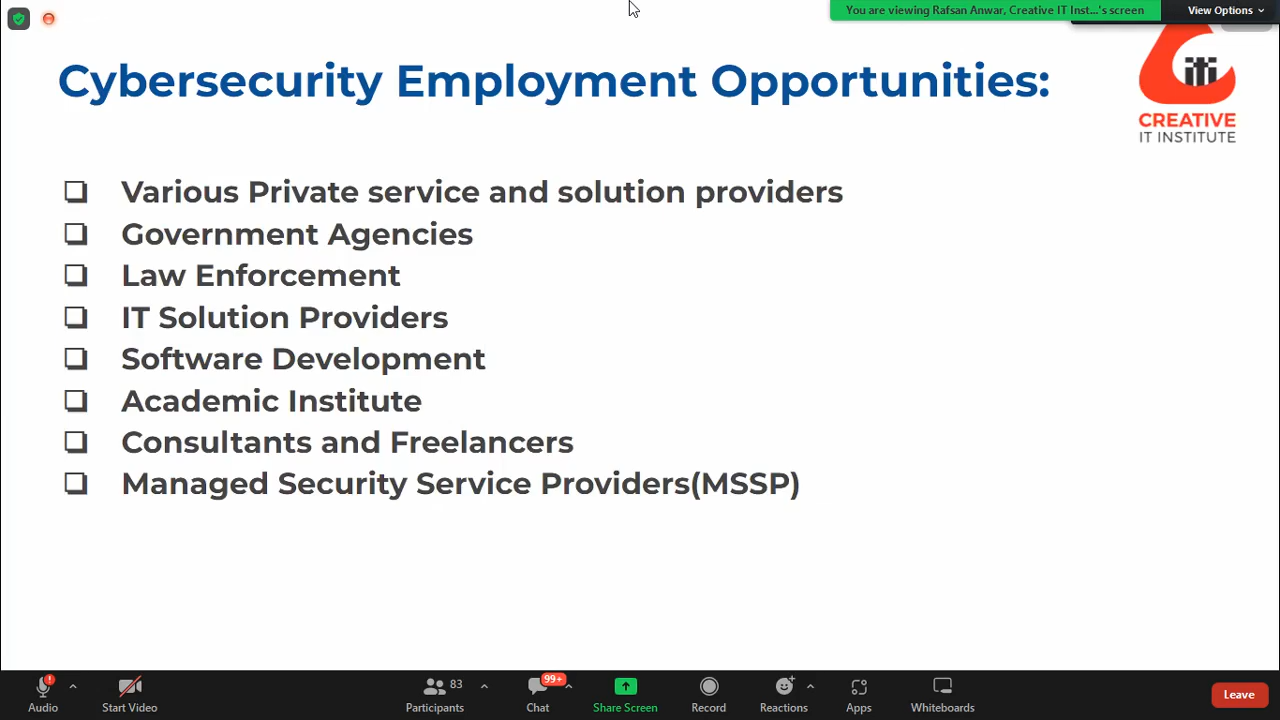 You are viewing Rafsan Anwar, Creative IT Inst...'s screen
View Options
Cybersecurity Employment Opportunities:
iti
CREATIVE
IT INSTITUTE
❏ Various Private service and solution providers
❏ Government Agencies
❏ Law Enforcement
❏ IT Solution Providers
❏ Software Development
❏ Academic Institute
❏ Consultants and Freelancers
❏ Managed Security Service Providers(MSSP)
83
99+
Audio
Start Video
Participants
Chat
Share Screen
Record
Reactions
Apps
Whiteboards
Leave